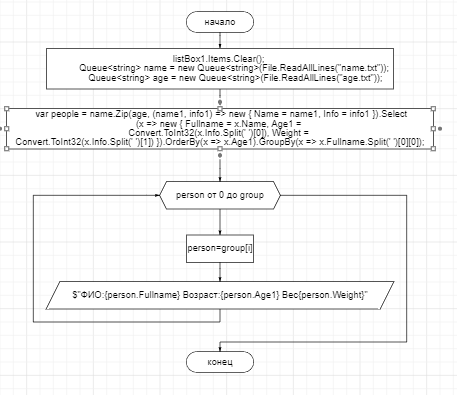 начало
listBox1.Items.Clear();
Queue<string> name = new Queue<string>(File.ReadAllLines("name.txt"));
Queue<string> age = new Queue<string>(File.ReadAllLines("age.txt"));
var people = name.Zip(age, (name1, info1) => new { Name = name1, Info = info1 }).Select
(x => new { Fullname = x.Name, Age1 =
Convert.ToInt32(x.Info.Split(' ')[0]), Weight =
Convert.ToInt32(x.Info.Split(' ')[1]) }).OrderBy(x => x.Age1).GroupBy(x => x.Fullname.Split(' ')[0][0]);
person от 0 до group
person=group[i]
$"ФИО:{person.Fullname} Возраст:{person.Age1} Вес{person.Weight}"
конец